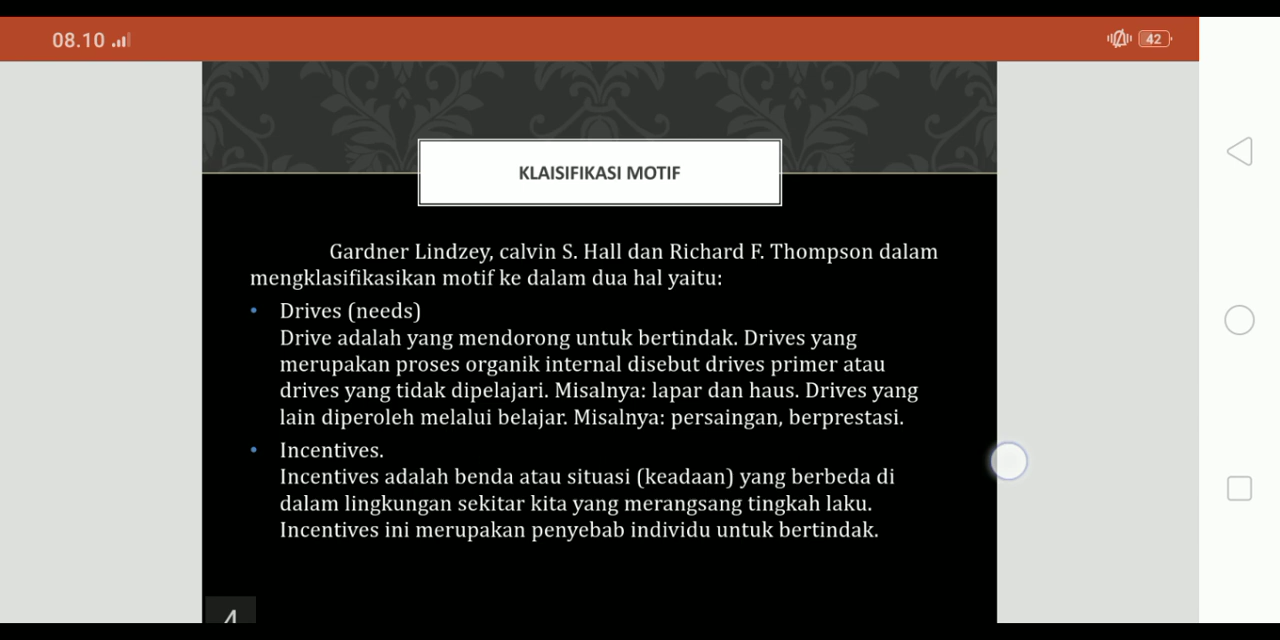 08.10
42
KLAISIFIKASI MOTIF
Gardner Lindzey, calvin S. Hall dan Richard F. Thompson dalam
mengklasifikasikan motif ke dalam dua hal yaitu:
• Drives (needs)
Drive adalah yang mendorong untuk bertindak. Drives yang
merupakan proses organik internal disebut drives primer atau
drives yang tidak dipelajari. Misalnya: lapar dan haus. Drives yang
lain diperoleh melalui belajar. Misalnya: persaingan, berprestasi.
• Incentives.
Incentives adalah benda atau situasi (keadaan) yang berbeda di
dalam lingkungan sekitar kita yang merangsang tingkah laku.
Incentives ini merupakan penyebab individu untuk bertindak.
4